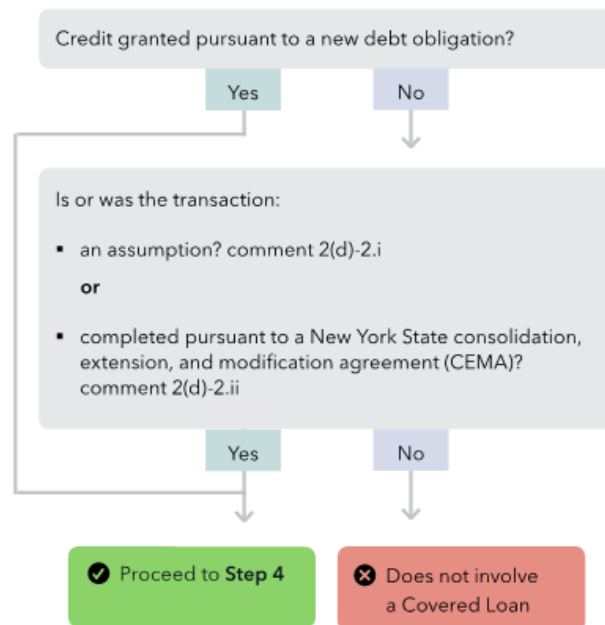 Credit granted pursuant to a new debt obligation?
Yes
No
Is or was the transaction:
▪ an assumption? comment 2(d)-2.i
or
▪ completed pursuant to a New York State consolidation,
extension, and modification agreement (CEMA)?
comment 2(d)-2.ii
Yes
No
Proceed to Step 4
Does not involve
a Covered Loan